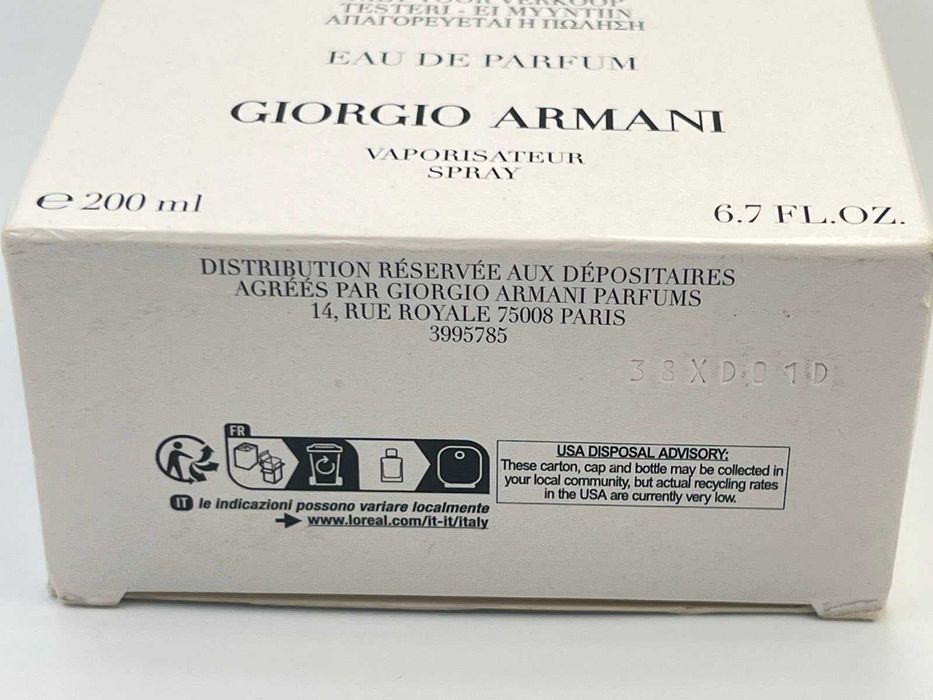 TESTERI - EI MYYNTIIN
ΑΠΑΓΟΡΕΥΕΤΑΙ Η ΠΩΛΗΣΗ
EAU DE PARFUM
GIORGIO ARMANI
VAPORISATEUR
SPRAY
℮ 200 ml
6.7 FL.OZ.
DISTRIBUTION RÉSERVÉE AUX DÉPOSITAIRES
AGRÉÉS PAR GIORGIO ARMANI PARFUMS
14, RUE ROYALE 75008 PARIS
3995785
38XD01D
FR
IT le indicazioni possono variare localmente
www.loreal.com/it-it/italy
USA DISPOSAL ADVISORY:
These carton, cap and bottle may be collected in
your local community, but actual recycling rates
in the USA are currently very low.